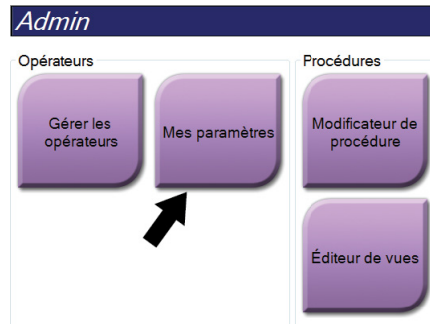 Admin
Opérateurs
Gérer les
opérateurs
Mes paramètres
Procédures
Modificateur de
procédure
Éditeur de vues